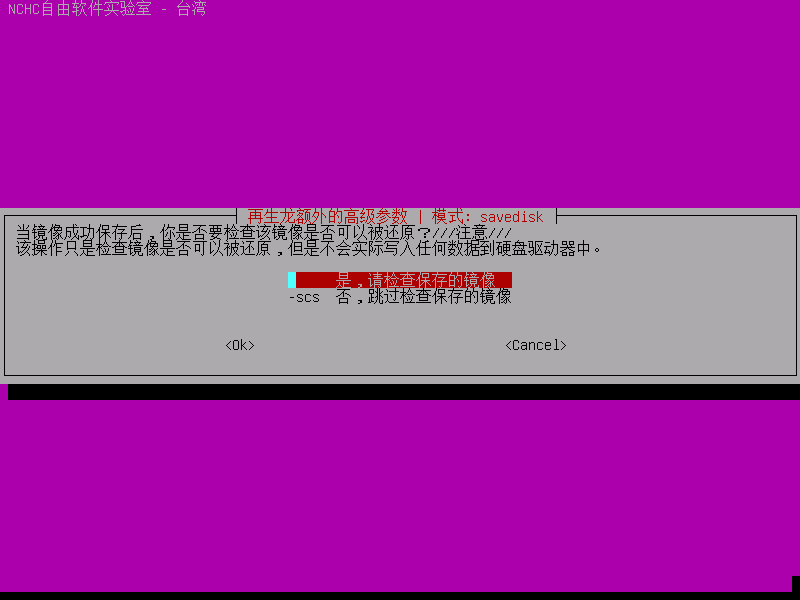 NCHC自由软件实验室 - 台湾
再生龙额外的高级参数 | 模式: savedisk
当镜像成功保存后，你是否要检查该镜像是否可以被还原？///注意///
该操作只是检查镜像是否可以被还原，但是不会实际写入任何数据到硬盘驱动器中。
是，请检查保存的镜像
-scs 否，跳过检查保存的镜像
<Ok> <Cancel>